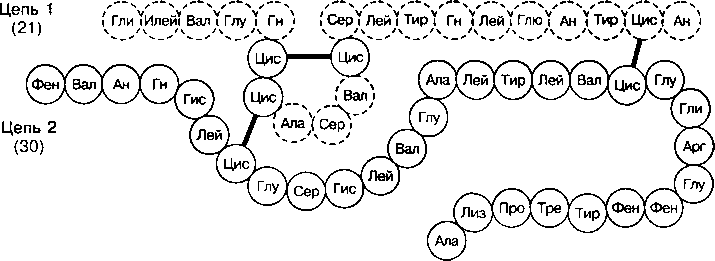 Цепь 1
(21)
Гли Илей Вал Глу Гн
Цис Цис Ала Сер Вал Цис
Сер Лей Тир Гн Лей Глю Ан Тир Цис Ан
Цепь 2
(30)
Фен Вал Ан Гн Гис Лей Цис Глу Сер Гис Лей Вал Глу Ала Лей Тир Лей Вал Цис Глу Гли Арг Глу Фен Фен Тир Тре Про Лиз Ала